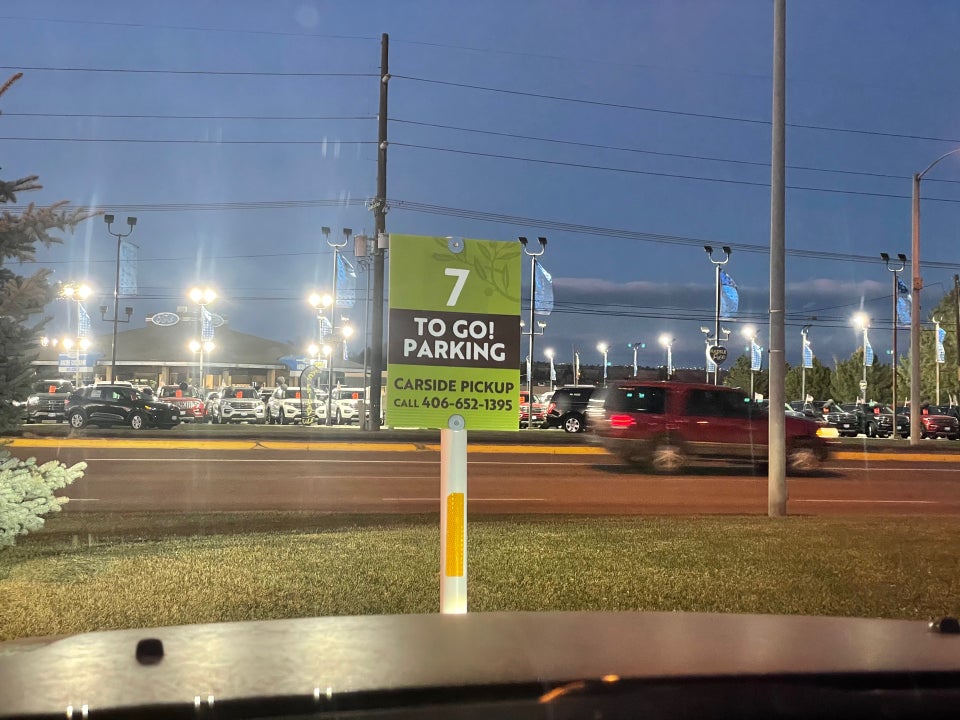 7
TO GO!
PARKING
CARSIDE PICKUP
CALL 406-652-1395